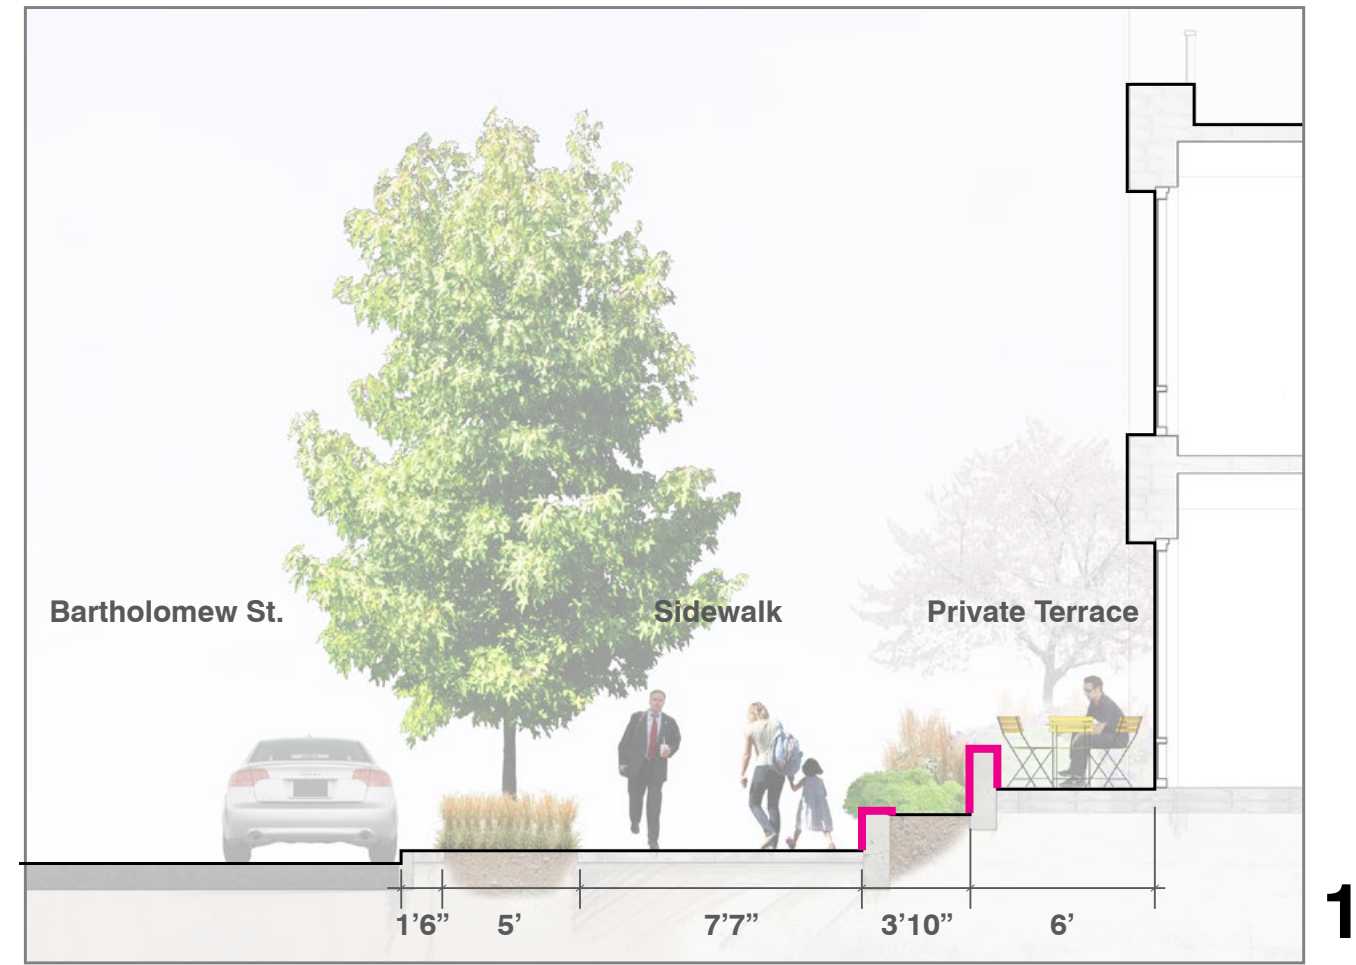 Bartholomew St.
Sidewalk
Private Terrace
1’6”
5’
7’7”
3’10”
6’
1